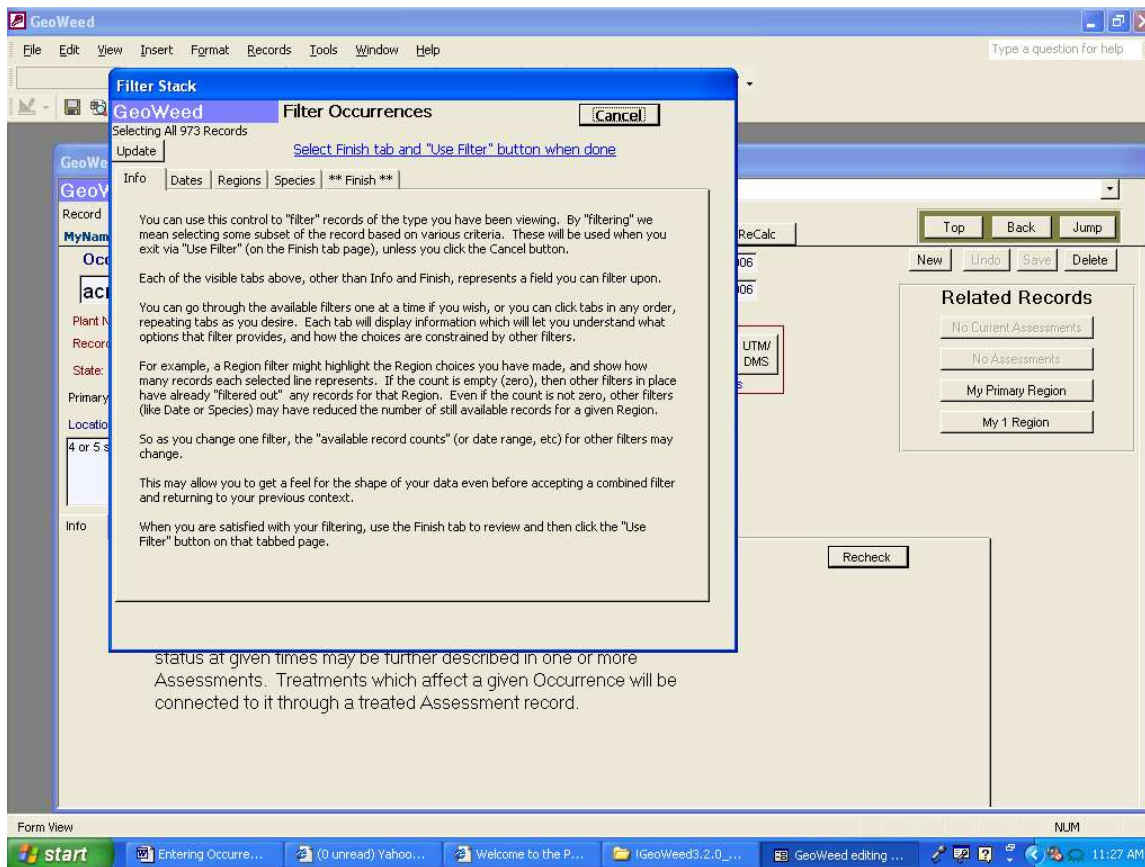 GeoWeed
File Edit View Insert Format Records Tools Window Help
Type a question for help
Filter Stack
GeoWeed Filter Occurrences Cancel
Selecting All 973 Records
Update Select Finish tab and "Use Filter" button when done
Info Dates Regions Species ** Finish **
You can use this control to "filter" records of the type you have been viewing. By "filtering" we
mean selecting some subset of the record based on various criteria. These will be used when you
exit via "Use Filter" (on the Finish tab page), unless you click the Cancel button.
Each of the visible tabs above, other than Info and Finish, represents a field you can filter upon.
You can go through the available filters one at a time if you wish, or you can click tabs in any order,
repeating tabs as you desire. Each tab will display information which will let you understand what
options that filter provides, and how the choices are constrained by other filters.
For example, a Region filter might highlight the Region choices you have made, and show how
many records each selected line represents. If the count is empty (zero), then other filters in place
have already "filtered out" any records for that Region. Even if the count is not zero, other filters
(like Date or Species) may have reduced the number of still available records for a given Region.
So as you change one filter, the "available record counts" (or date range, etc) for other filters may
change.
This may allow you to get a feel for the shape of your data even before accepting a combined filter
and returning to your previous context.
When you are satisfied with your filtering, use the Finish tab to review and then click the "Use
Filter" button on that tabbed page.
GeoWe
GeoW
Record
MyNam
Occ
acr
Plant N
Record
State:
Primary
Locatio
4 or 5 s
Info
ReCalc
006
006
UTM/
DMS
s
Top Back Jump
New Undo Save Delete
Related Records
No Current Assessments
No Assessments
My Primary Region
My 1 Region
Recheck
status at given times may be further described in one or more
Assessments. Treatments which affect a given Occurrence will be
connected to it through a treated Assessment record.
Form View NUM
start Entering Occurre... (0 unread) Yahoo... Welcome to the P... !GeoWeed3.2.0_... GeoWeed editing ... 11:27 AM